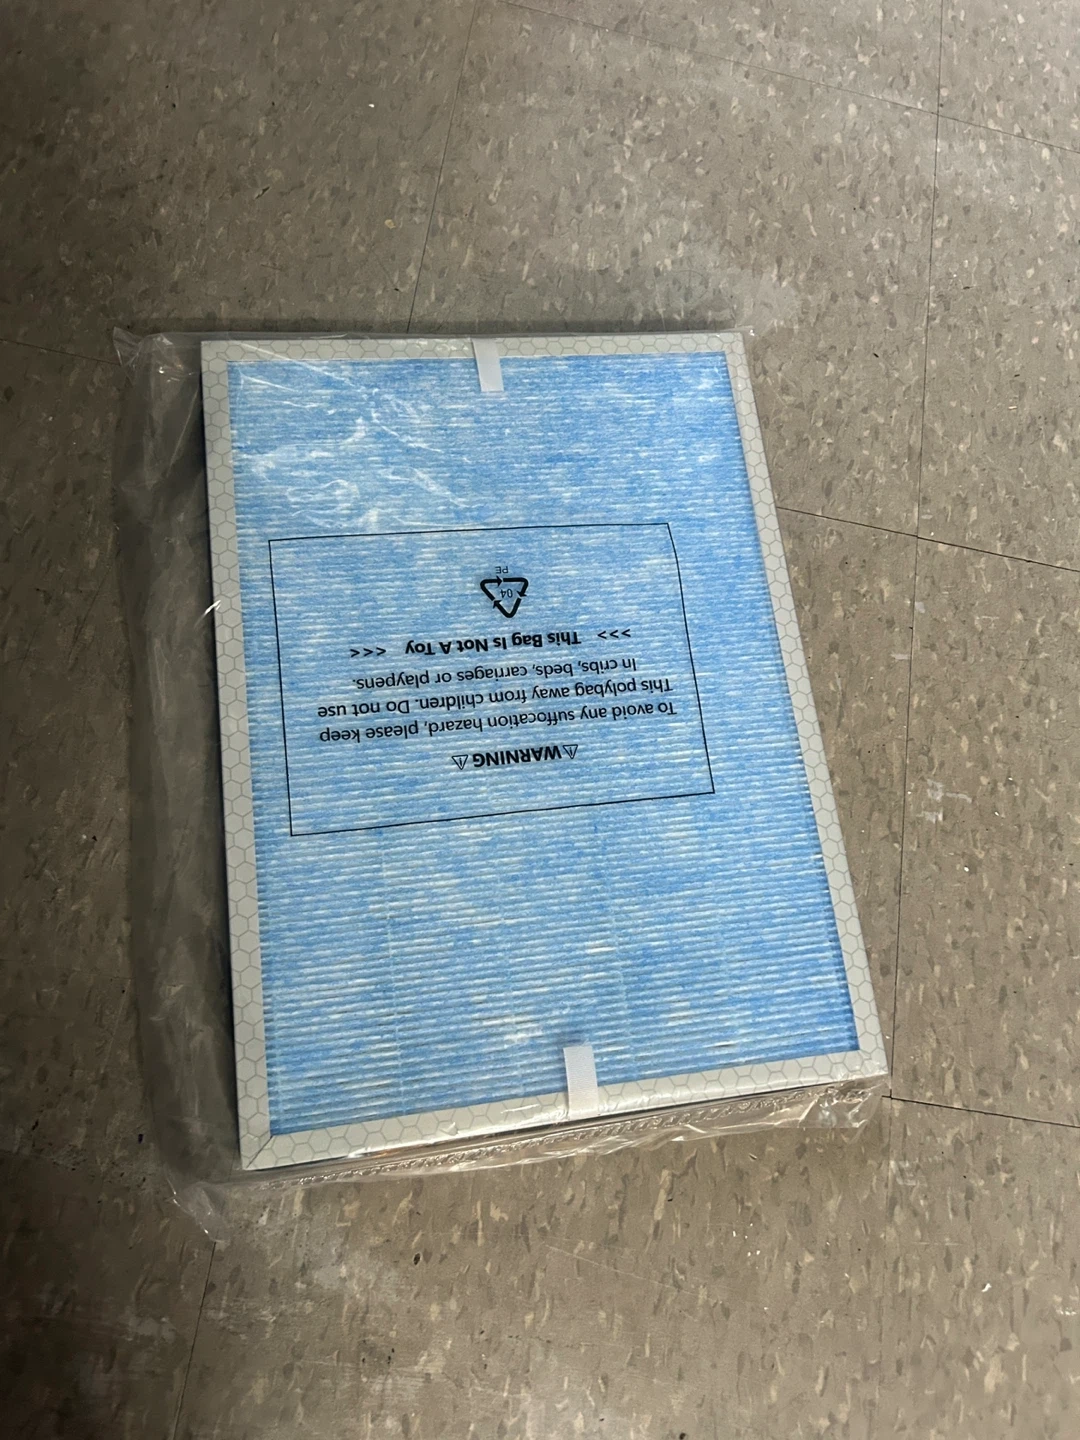 ⚠WARNING⚠
To avoid any suffocation hazard, please keep
This polybag away from children. Do not use
In cribs, beds, carriages or playpens.
>>> This Bag Is Not A Toy <<<
04
PE